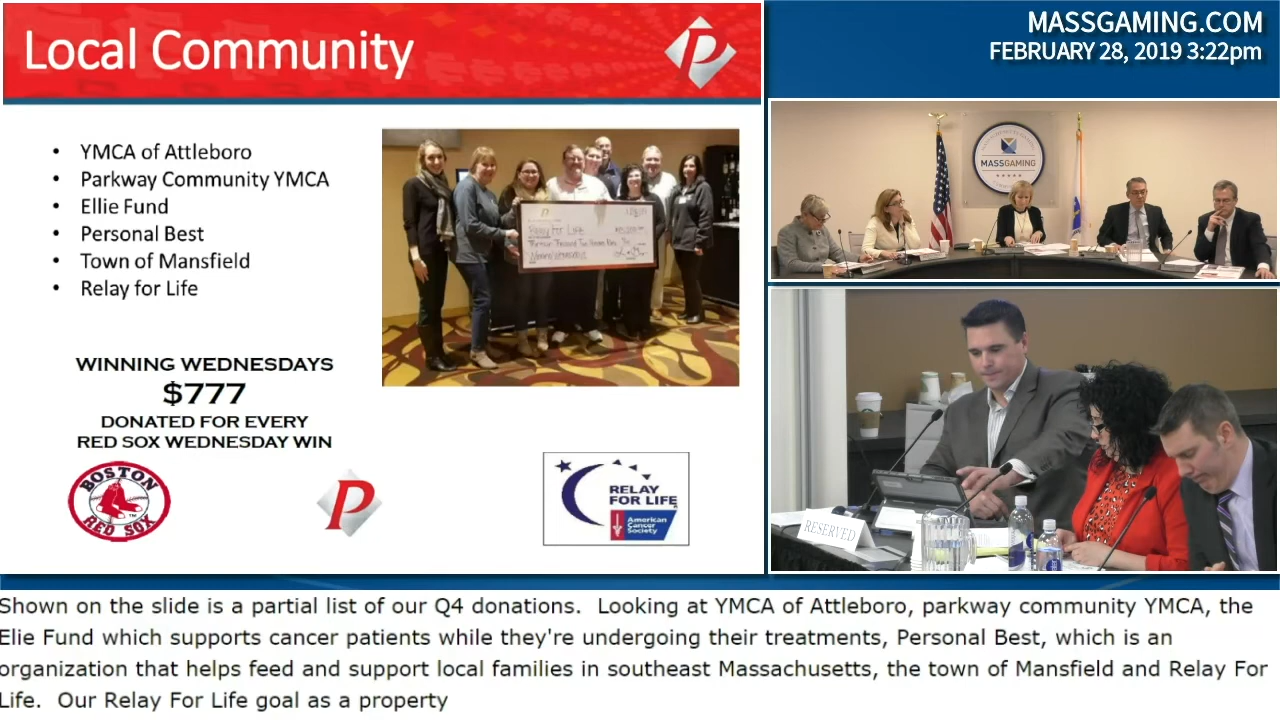 Local Community
P
MASSGAMING.COM
FEBRUARY 28, 2019 3:22pm
• YMCA of Attleboro
• Parkway Community YMCA
• Ellie Fund
• Personal Best
• Town of Mansfield
• Relay for Life
Relay for Life
WINNING WEDNESDAYS
$777
DONATED FOR EVERY
RED SOX WEDNESDAY WIN
BOSTON
RED SOX
P
RELAY
FOR LIFE
American
Cancer
Society
MASSGAMING
RESERVED
Shown on the slide is a partial list of our Q4 donations. Looking at YMCA of Attleboro, parkway community YMCA, the
Elie Fund which supports cancer patients while they're undergoing their treatments, Personal Best, which is an
organization that helps feed and support local families in southeast Massachusetts, the town of Mansfield and Relay For
Life. Our Relay For Life goal as a property